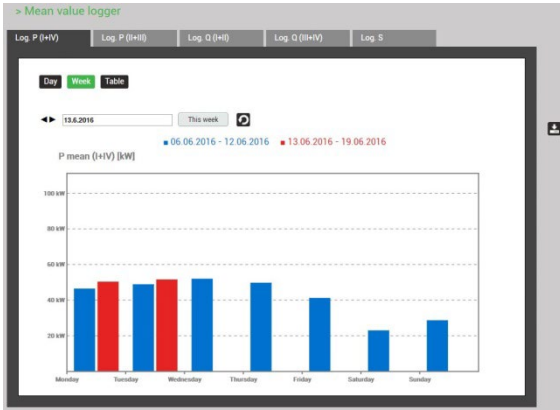 > Mean value logger
Log. P (I+IV) Log. P (II+III) Log. Q (I+II) Log. Q (III+IV) Log. S
Day Week Table
13.6.2016 This week
06.06.2016 - 12.06.2016 13.06.2016 - 19.06.2016
P mean (I+IV) [kW]
100 kW
80 kW
60 kW
40 kW
20 kW
Monday Tuesday Wednesday Thursday Friday Saturday Sunday